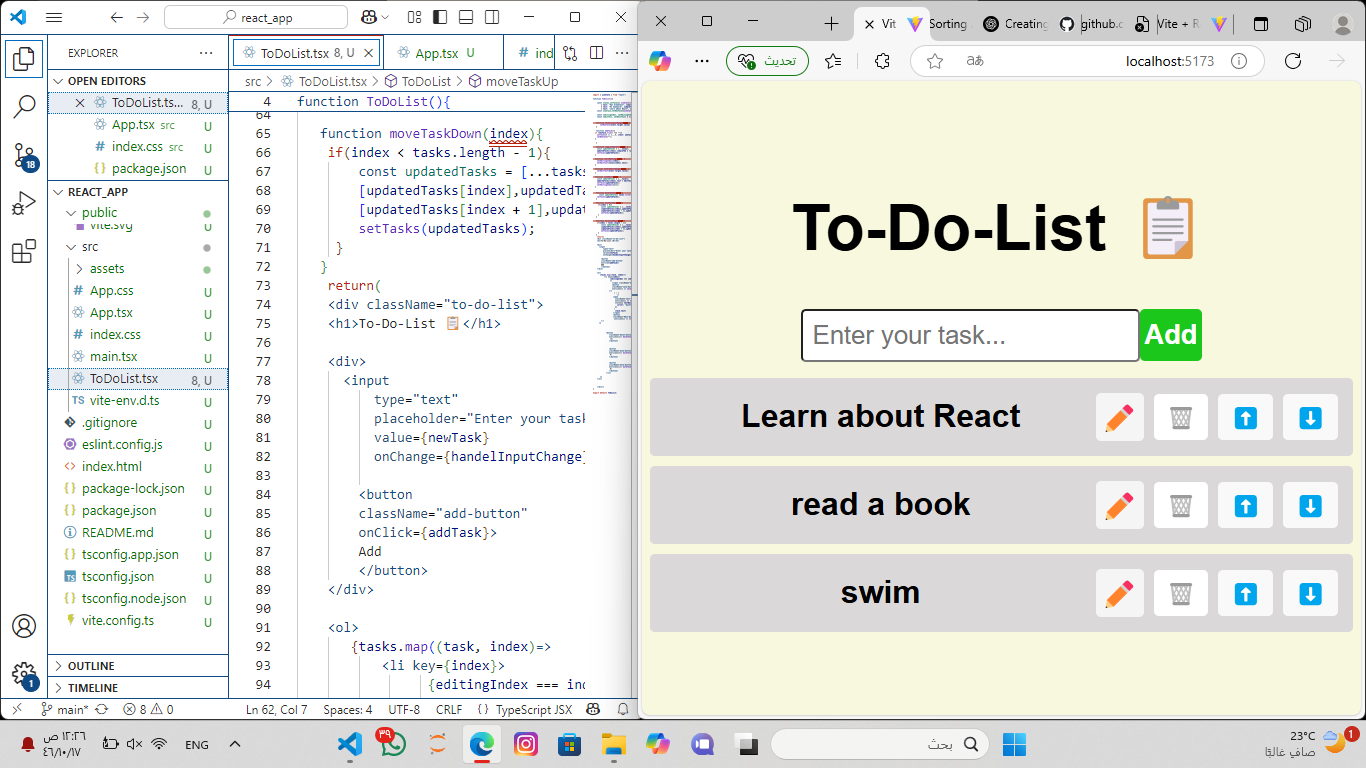 react_app
EXPLORER
OPEN EDITORS
ToDoList.ts... 8, U
App.tsx src U
index.css src U
package.json U
REACT_APP
public
vite.svg U
src
assets
App.css U
App.tsx U
index.css U
main.tsx U
ToDoList.tsx 8, U
TS vite-env.d.ts U
.gitignore U
eslint.config.js U
index.html U
package-lock.json U
package.json U
README.md U
tsconfig.app.json U
tsconfig.json U
tsconfig.node.json U
vite.config.ts U
OUTLINE
TIMELINE
18
1
ToDoList.tsx 8, U
App.tsx U
# ind
src > ToDoList.tsx > ToDoList > moveTaskUp
4 function ToDoList(){
64
65 function moveTaskDown(index){
66 if(index < tasks.length - 1){
67 const updatedTasks = [...tasks
68 [updatedTasks[index],updatedTa
69 [updatedTasks[index + 1],updat
70 setTasks(updatedTasks);
71 }
72 }
73 return(
74 <div className="to-do-list">
75 <h1>To-Do-List 📋</h1>
76
77 <div>
78 <input
79 type="text"
80 placeholder="Enter your task
81 value={newTask}
82 onChange={handelInputChange}
83
84 <button
85 className="add-button"
86 onClick={addTask}>
87 Add
88 </button>
89 </div>
90
91 <ol>
92 {tasks.map((task, index)=>
93 <li key={index}>
94 {editingIndex === ind
main* 8 0 Ln 62, Col 7 Spaces: 4 UTF-8 CRLF {} TypeScript JSX
Vit
Sorting
Creating
github.c
Vite + R
تحديث
aあ
localhost:5173
To-Do-List 📋
Enter your task...
Add
Learn about React
read a book
swim
١٢:٢٦ ص
٤٦/١٠/١٧
ENG
٣٩
بحث
23°C
صافٍ غالبًا
1